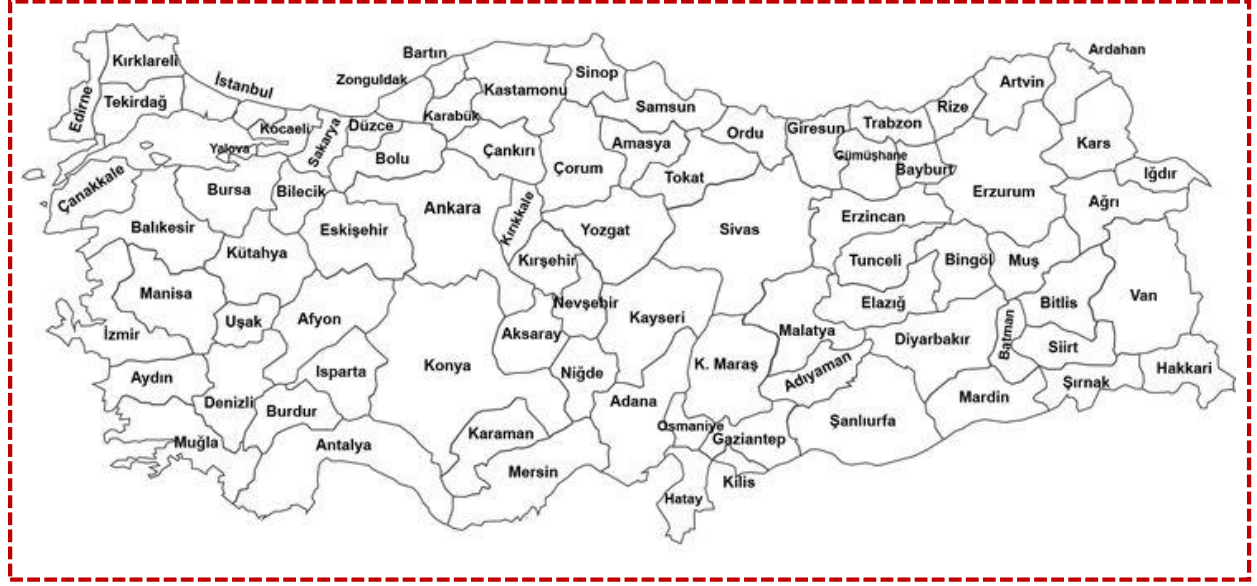 Bartın
Ardahan
Kırklareli
Sinop
Zonguldak
İstanbul
Artvin
Kastamonu
Edirne
Tekirdağ
Samsun
Rize
Karabük
Kocaeli
Düzce
Trabzon
Sakarya
Ordu
Giresun
Amasya
Kars
Yalova
Çankırı
Bolu
Gümüşhane
Çorum
Bayburt
Iğdır
Tokat
Çanakkale
Bursa
Bilecik
Erzurum
Ağrı
Ankara
Kırıkkale
Erzincan
Balıkesir
Eskişehir
Yozgat
Sivas
Kütahya
Kırşehir
Tunceli
Bingöl
Muş
Manisa
Van
Nevşehir
Elazığ
Bitlis
Uşak
Afyon
Kayseri
İzmir
Aksaray
Malatya
Diyarbakır
Batman
Siirt
Konya
K. Maraş
Hakkari
Isparta
Niğde
Adıyaman
Aydın
Şırnak
Mardin
Denizli
Adana
Burdur
Şanlıurfa
Osmaniye
Karaman
Gaziantep
Muğla
Antalya
Mersin
Kilis
Hatay